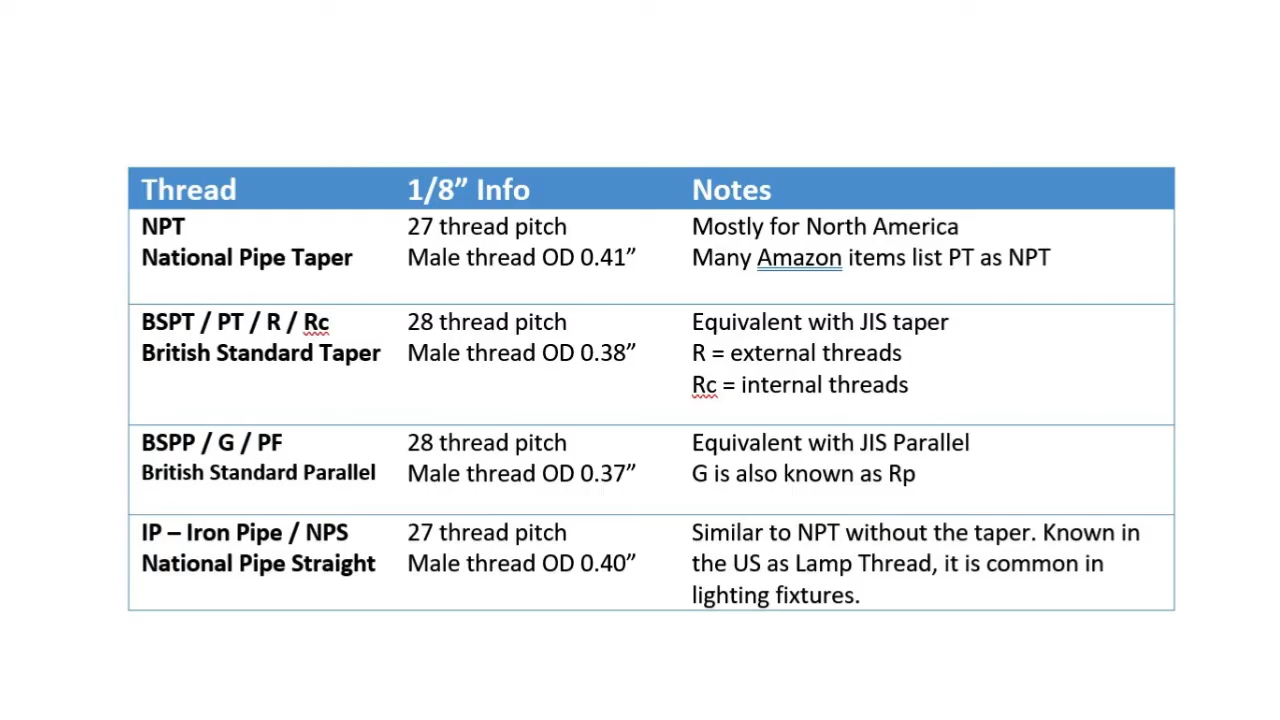 Thread 1/8” Info Notes
NPT 27 thread pitch Mostly for North America
National Pipe Taper Male thread OD 0.41” Many Amazon items list PT as NPT
BSPT / PT / R / Rc 28 thread pitch Equivalent with JIS taper
British Standard Taper Male thread OD 0.38” R = external threads
Rc = internal threads
BSPP / G / PF 28 thread pitch Equivalent with JIS Parallel
British Standard Parallel Male thread OD 0.37” G is also known as Rp
IP – Iron Pipe / NPS 27 thread pitch Similar to NPT without the taper. Known in
National Pipe Straight Male thread OD 0.40” the US as Lamp Thread, it is common in
lighting fixtures.